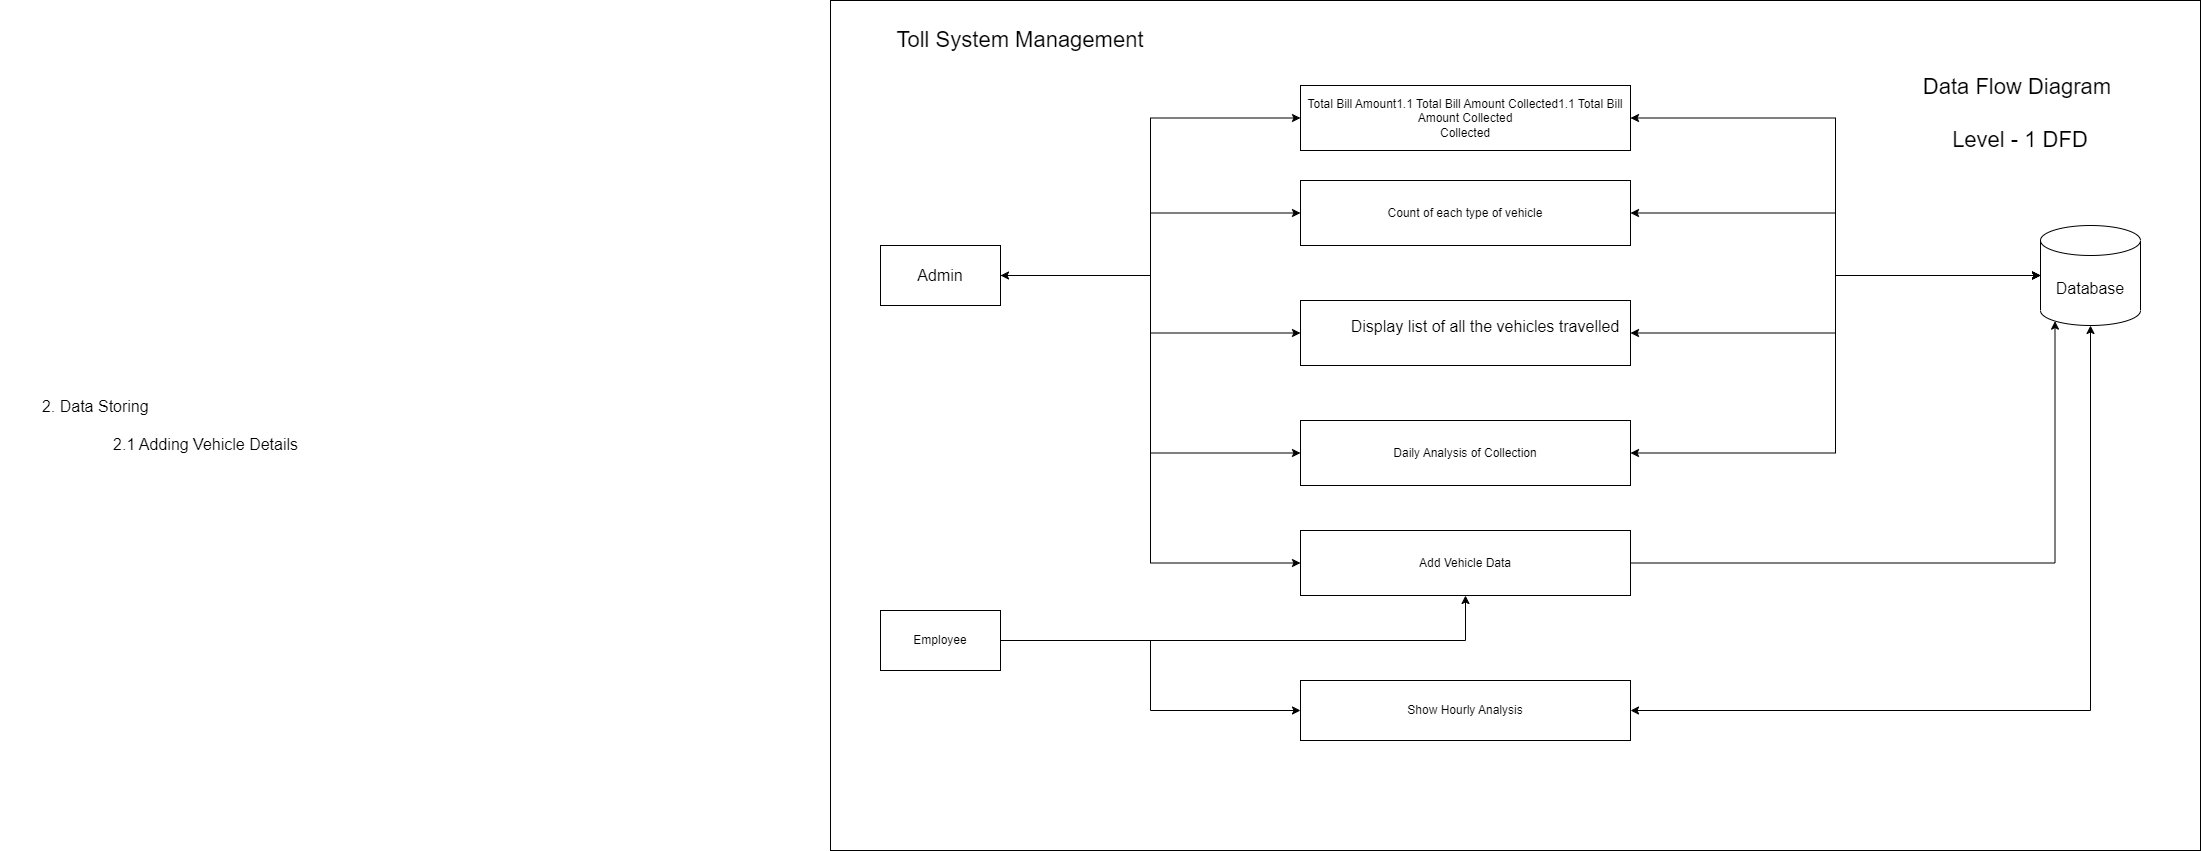 Toll System Management
Data Flow Diagram
Level - 1 DFD
Total Bill Amount1.1 Total Bill Amount Collected1.1 Total Bill
Amount Collected
Collected
Count of each type of vehicle
Admin
Database
Display list of all the vehicles travelled
2. Data Storing
2.1 Adding Vehicle Details
Daily Analysis of Collection
Add Vehicle Data
Employee
Show Hourly Analysis